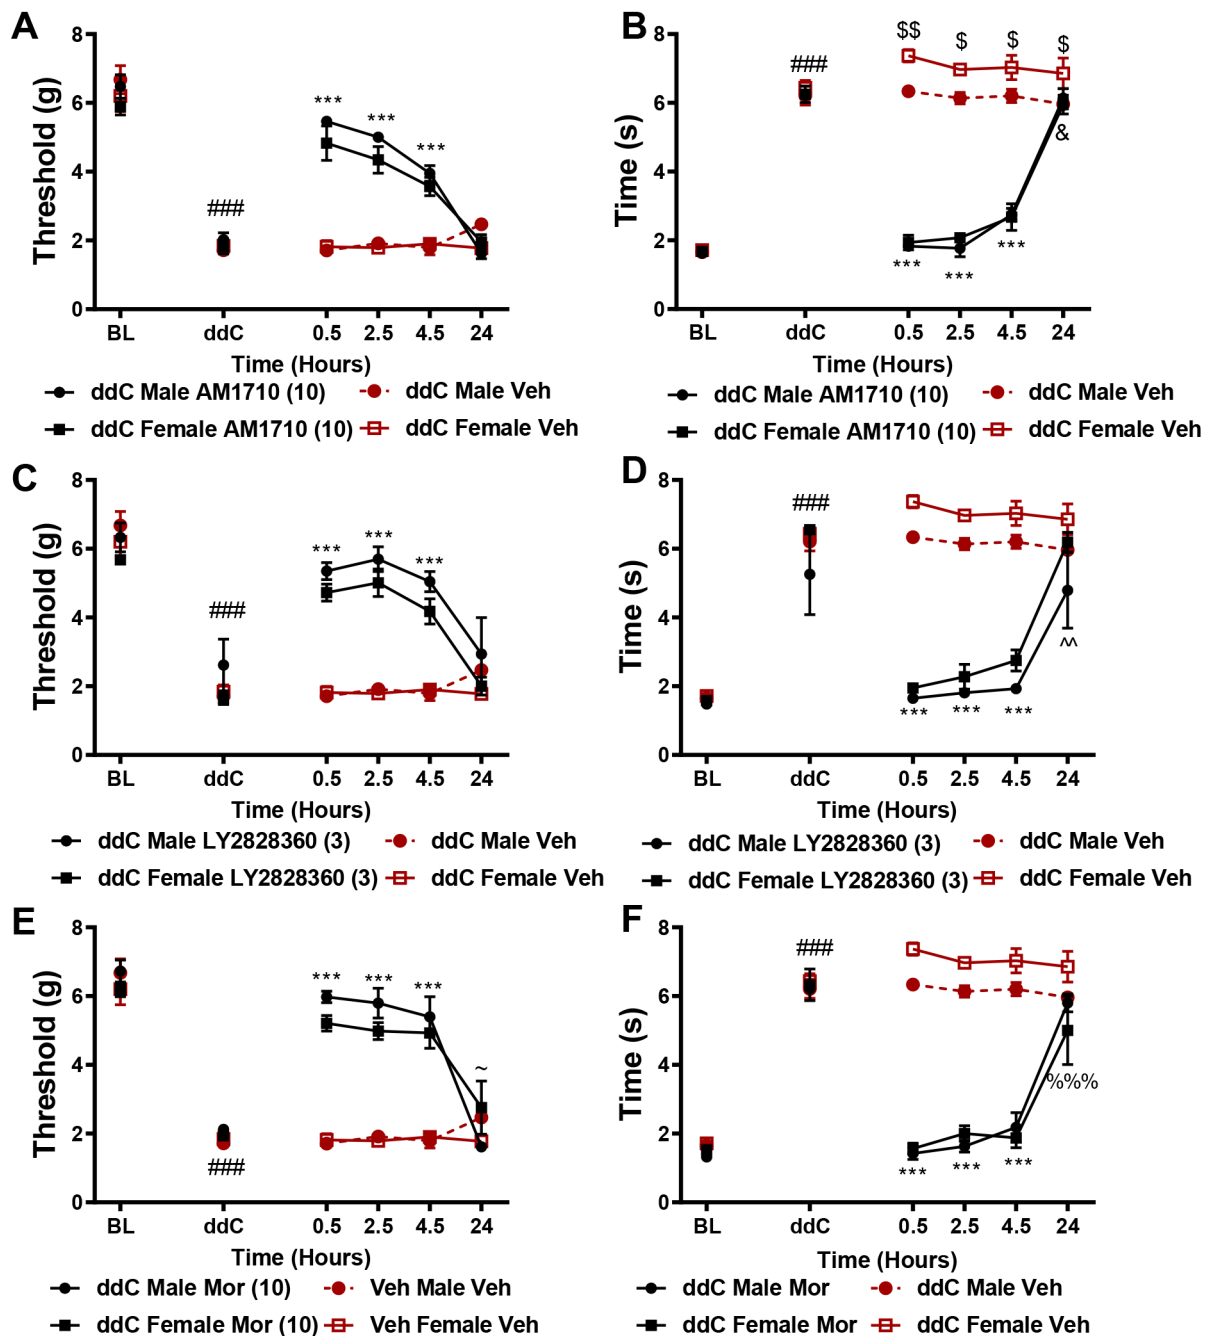 A
B
Threshold (g)
8
6
4
2
0
###
***
***
***
BL
ddC
0.5
2.5
4.5
24
Time (Hours)
ddC Male AM1710 (10)
ddC Male Veh
ddC Female AM1710 (10)
ddC Female Veh
Time (s)
8
6
4
2
0
###
$$
$
$
$
&
***
***
***
BL
ddC
0.5
2.5
4.5
24
Time (Hours)
ddC Male AM1710 (10)
ddC Male Veh
ddC Female AM1710 (10)
ddC Female Veh
C
D
Threshold (g)
8
6
4
2
0
###
***
***
***
BL
ddC
0.5
2.5
4.5
24
Time (Hours)
ddC Male LY2828360 (3)
ddC Male Veh
ddC Female LY2828360 (3)
ddC Female Veh
Time (s)
8
6
4
2
0
###
^^
***
***
***
BL
ddC
0.5
2.5
4.5
24
Time (Hours)
ddC Male LY2828360 (3)
ddC Male Veh
ddC Female LY2828360 (3)
ddC Female Veh
E
F
Threshold (g)
8
6
4
2
0
***
***
***
~
###
BL
ddC
0.5
2.5
4.5
24
Time (Hours)
ddC Male Mor (10)
Veh Male Veh
ddC Female Mor (10)
Veh Female Veh
Time (s)
8
6
4
2
0
###
%%%
***
***
***
BL
ddC
0.5
2.5
4.5
24
Time (Hours)
ddC Male Mor
ddC Male Veh
ddC Female Mor
ddC Female Veh